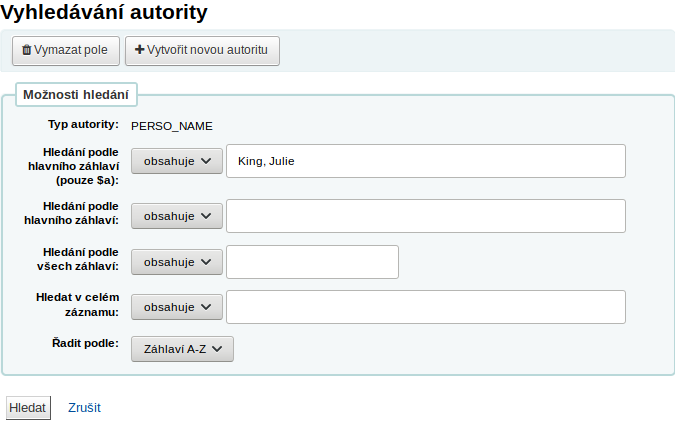 Vyhledávání autority
Vymazat pole
Vytvořit novou autoritu
Možnosti hledání
Typ autority: PERSO_NAME
Hledání podle
hlavního záhlaví
(pouze $a):
obsahuje
King, Julie
Hledání podle
hlavního záhlaví:
obsahuje
Hledání podle
všech záhlaví:
obsahuje
Hledat v celém
záznamu:
obsahuje
Řadit podle:
Záhlaví A-Z
Hledat
Zrušit